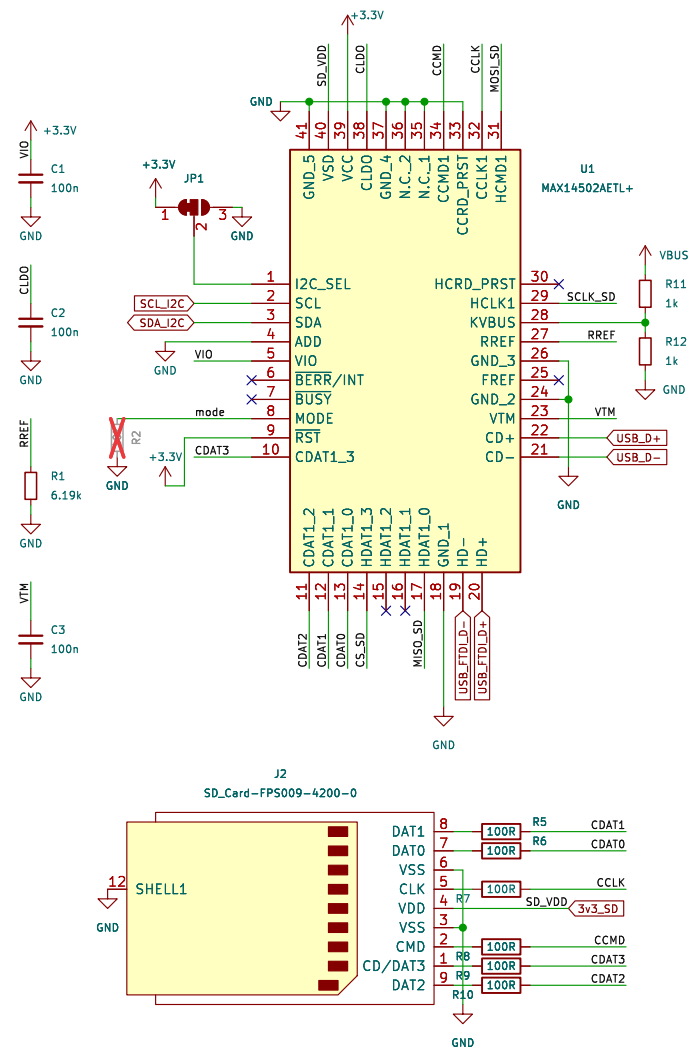 +3.3V
SD_VDD
CLDO
CCMD
CCLK
MOSI_SD
GND
41 40 39 38 37 36 35 34 33 32 31
GND_5 VSD VCC CLDO GND_4 N.C._2 N.C._1 CCMD1 CCRD_PRST CCLK1 HCMD1
U1
MAX14502AETL+
+3.3V
VIO
C1
100n
GND
+3.3V
JP1
1 2 3
GND
CLDO
C2
100n
GND
SCL_I2C
SDA_I2C
GND
VIO
1 I2C_SEL
2 SCL
3 SDA
4 ADD
5 VIO
6 BERR/INT
7 BUSY
8 MODE
9 RST
10 CDAT1_3
mode
R2
GND
+3.3V
CDAT3
HCRD_PRST 30
HCLK1 29 SCLK_SD
KVBUS 28
RREF 27 RREF
GND_3 26
FREF 25
GND_2 24
VTM 23 VTM
CD+ 22 USB_D+
CD- 21 USB_D-
GND
VBUS
R11
1k
R12
1k
GND
RREF
R1
6.19k
GND
VTM
C3
100n
GND
CDAT1_2 CDAT1_1 CDAT1_0 HDAT1_3 HDAT1_2 HDAT1_1 HDAT1_0 GND_1 HD- HD+
11 12 13 14 15 16 17 18 19 20
CDAT2 CDAT1 CDAT0 CS_SD MISO_SD USB_FTDI_D- USB_FTDI_D+
GND
J2
SD_Card-FPS009-4200-0
12 SHELL1
GND
DAT1 8 100R R5 CDAT1
DAT0 7 100R R6 CDAT0
VSS 6
CLK 5 100R R7 CCLK
VDD 4 SD_VDD 3v3_SD
VSS 3
CMD 2 100R R8 CCMD
CD/DAT3 1 100R R9 CDAT3
DAT2 9 100R R10 CDAT2
GND